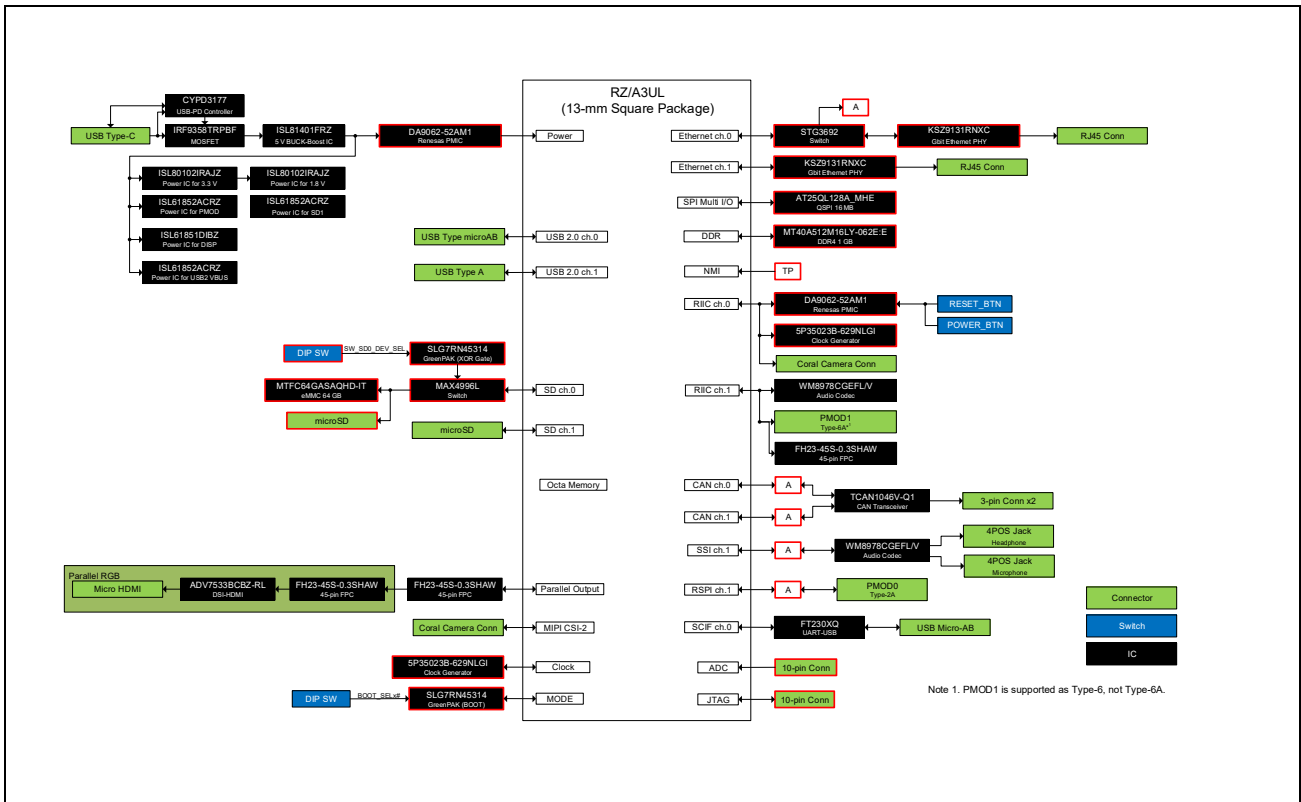 RZ/A3UL
(13-mm Square Package)
CYPD3177
USB-PD Controller
USB Type-C
IRF9358TRPBF
MOSFET
ISL81401FRZ
5 V BUCK-Boost IC
DA9062-52AM1
Renesas PMIC
Power
ISL80102IRAJZ
Power IC for 3.3 V
ISL80102IRAJZ
Power IC for 1.8 V
ISL61852ACRZ
Power IC for PMOD
ISL61852ACRZ
Power IC for SD1
ISL61851DIBZ
Power IC for DISP
ISL61852ACRZ
Power IC for USB2 VBUS
USB Type microAB
USB 2.0 ch.0
USB Type A
USB 2.0 ch.1
DIP SW
SW_SD0_DEV_SEL
SLG7RN45314
GreenPAK (XOR Gate)
MTFC64GASAQHD-IT
eMMC 64 GB
MAX4996L
Switch
SD ch.0
microSD
microSD
SD ch.1
Octa Memory
Parallel RGB
Micro HDMI
ADV7533BCBZ-RL
DSI-HDMI
FH23-45S-0.3SHAW
45-pin FPC
FH23-45S-0.3SHAW
45-pin FPC
Parallel Output
Coral Camera Conn
MIPI CSI-2
5P35023B-629NLGI
Clock Generator
Clock
DIP SW
BOOT_SELx#
SLG7RN45314
GreenPAK (BOOT)
MODE
A
Ethernet ch.0
STG3692
Switch
KSZ9131RNXC
Gbit Ethernet PHY
RJ45 Conn
Ethernet ch.1
KSZ9131RNXC
Gbit Ethernet PHY
RJ45 Conn
SPI Multi I/O
AT25QL128A_MHE
QSPI 16 MB
DDR
MT40A512M16LY-062E:E
DDR4 1 GB
NMI
TP
RIIC ch.0
DA9062-52AM1
Renesas PMIC
RESET_BTN
POWER_BTN
5P35023B-629NLGI
Clock Generator
Coral Camera Conn
RIIC ch.1
WM8978CGEFL/V
Audio Codec
PMOD1
Type-6A*1
FH23-45S-0.3SHAW
45-pin FPC
CAN ch.0
A
TCAN1046V-Q1
CAN Transceiver
3-pin Conn x2
CAN ch.1
A
SSI ch.1
A
WM8978CGEFL/V
Audio Codec
4POS Jack
Headphone
4POS Jack
Microphone
RSPI ch.1
A
PMOD0
Type-2A
SCIF ch.0
FT230XQ
UART-USB
USB Micro-AB
ADC
10-pin Conn
JTAG
10-pin Conn
Connector
Switch
IC
Note 1. PMOD1 is supported as Type-6, not Type-6A.